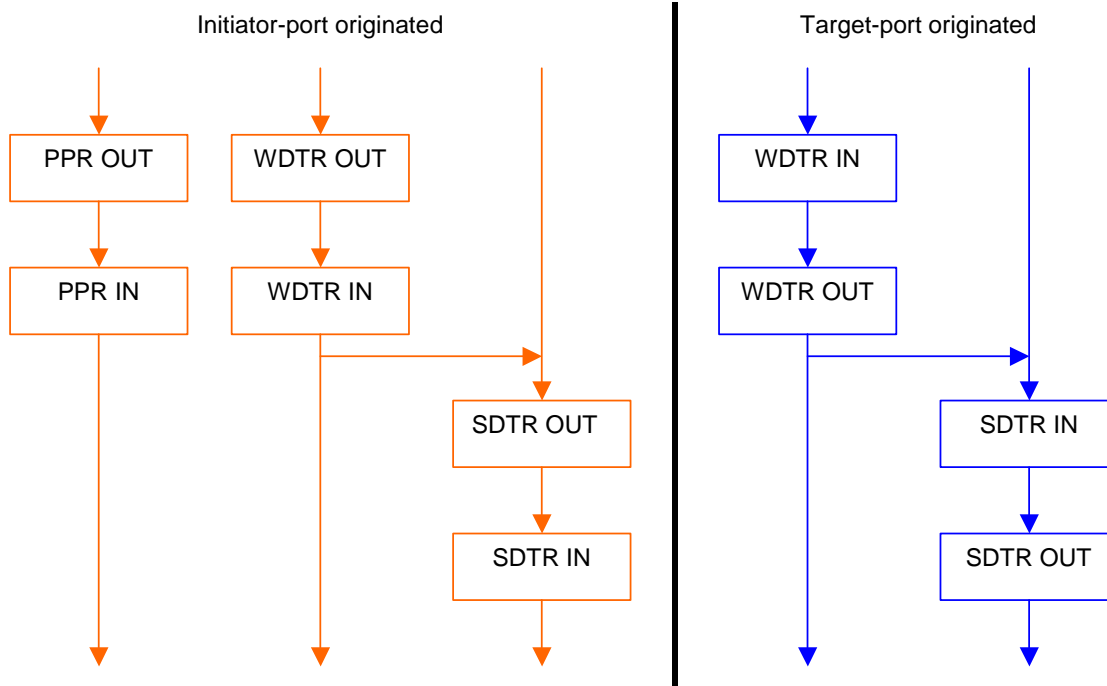 Initiator-port originated
Target-port originated
PPR OUT
WDTR OUT
WDTR IN
PPR IN
WDTR IN
WDTR OUT
SDTR OUT
SDTR IN
SDTR IN
SDTR OUT